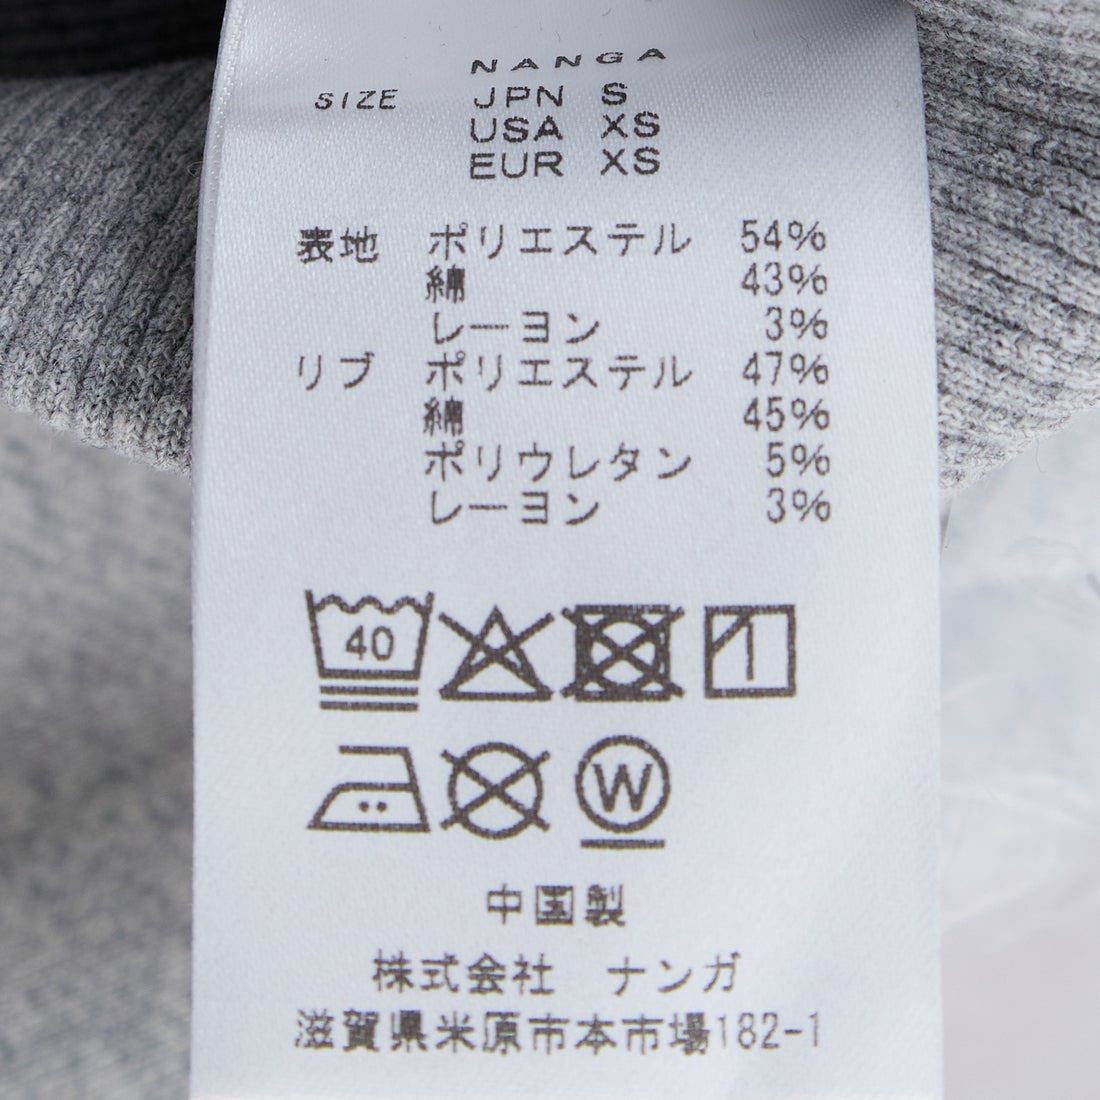 NANGA
SIZE JPN S
USA XS
EUR XS
表地 ポリエステル 54%
綿 43%
レーヨン 3%
リブ ポリエステル 47%
綿 45%
ポリウレタン 5%
レーヨン 3%
40
W
中国製
株式会社 ナンガ
滋賀県米原市本市場182-1